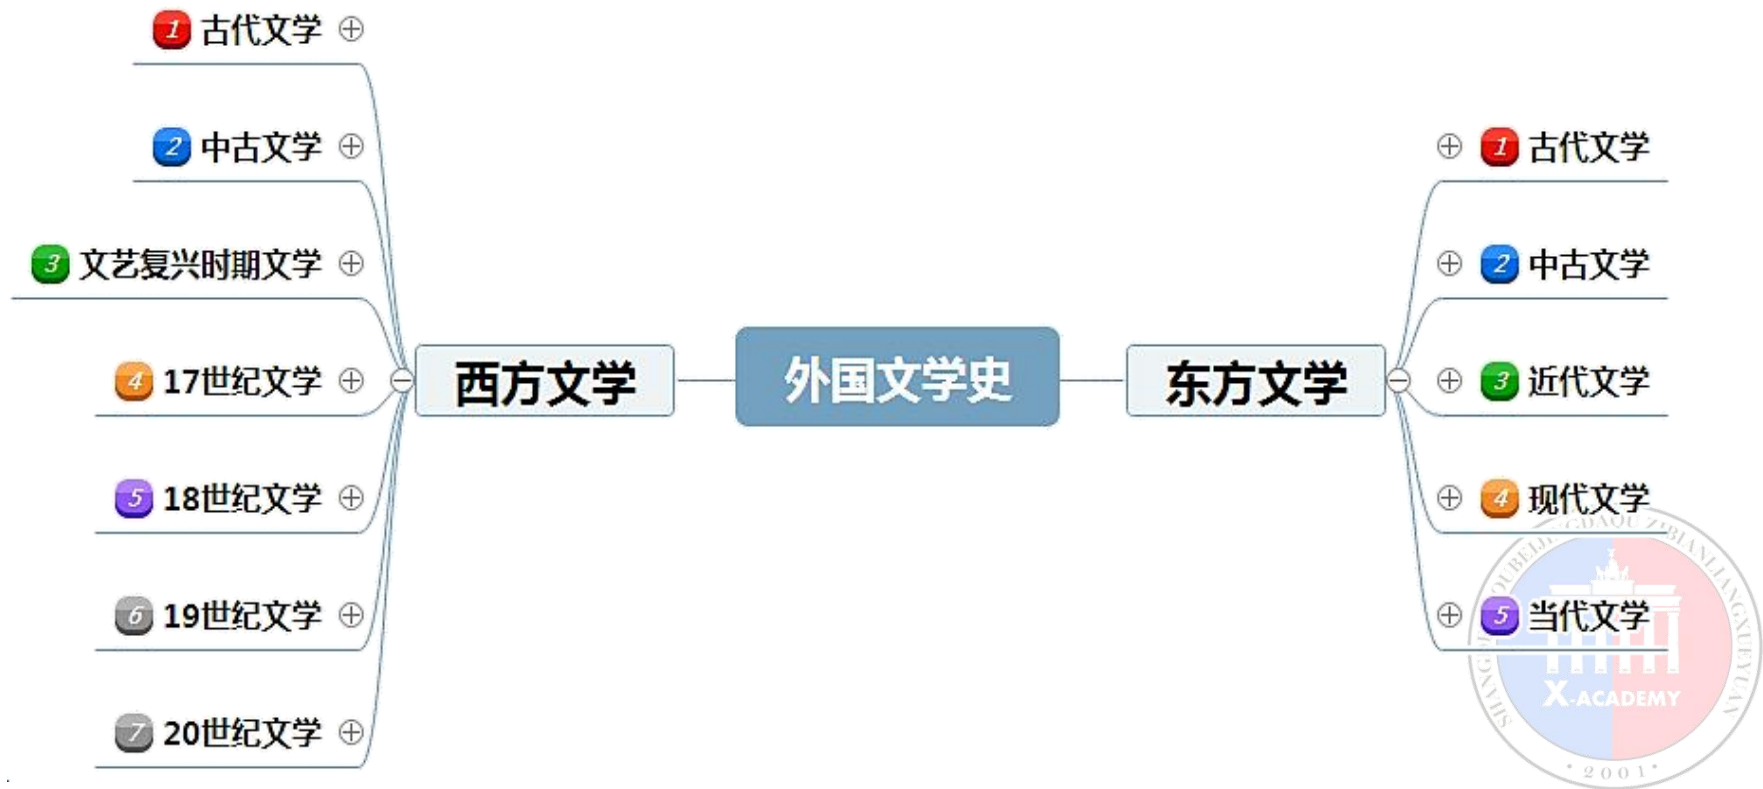 1 古代文学
2 中古文学
3 文艺复兴时期文学
4 17世纪文学
5 18世纪文学
6 19世纪文学
7 20世纪文学
西方文学
外国文学史
东方文学
1 古代文学
2 中古文学
3 近代文学
4 现代文学
5 当代文学
X-ACADEMY
2001